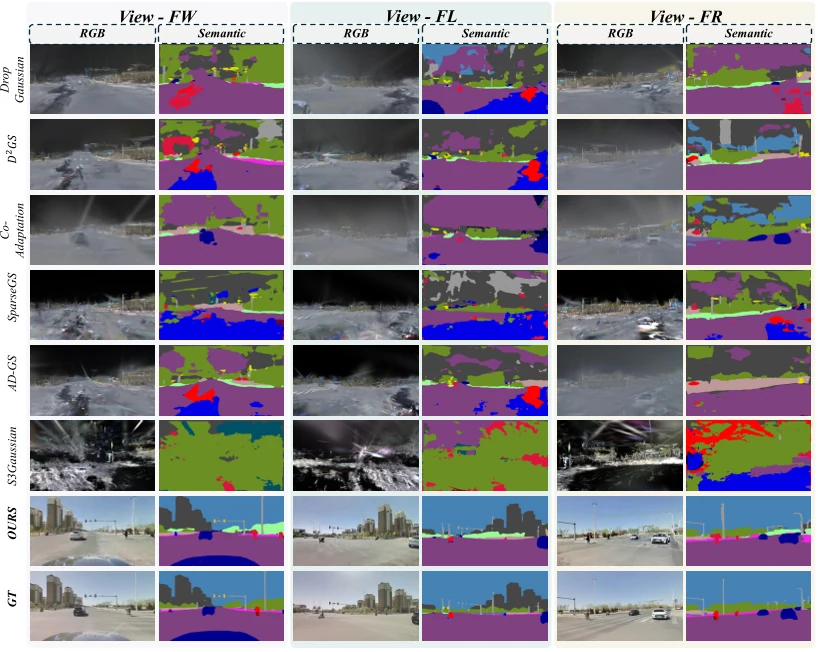 View - FW View - FL View - FR
RGB Semantic RGB Semantic RGB Semantic
Drop
Gaussian
D²GS
Co-
Adaptation
SparseGS
AD-GS
S3Gaussian
OURS
GT